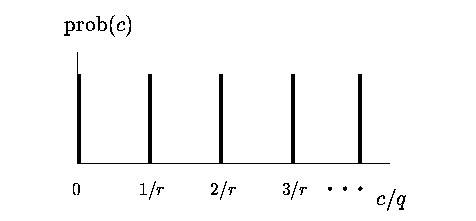 prob(c)
0 1/r 2/r 3/r • • •
c/q